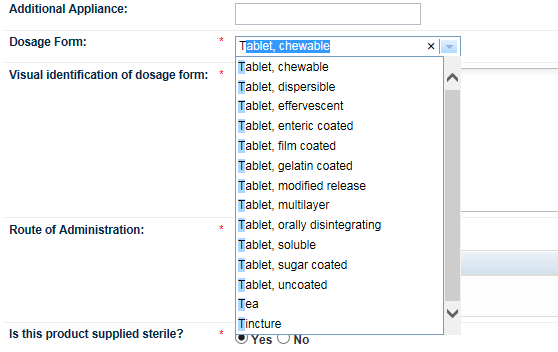 Additional Appliance:
Dosage Form: * Tablet, chewable
Visual identification of dosage form: *
Tablet, chewable
Tablet, dispersible
Tablet, effervescent
Tablet, enteric coated
Tablet, film coated
Tablet, gelatin coated
Tablet, modified release
Tablet, multilayer
Tablet, orally disintegrating
Tablet, soluble
Tablet, sugar coated
Tablet, uncoated
Tea
Tincture
Route of Administration: *
Is this product supplied sterile? * Yes No